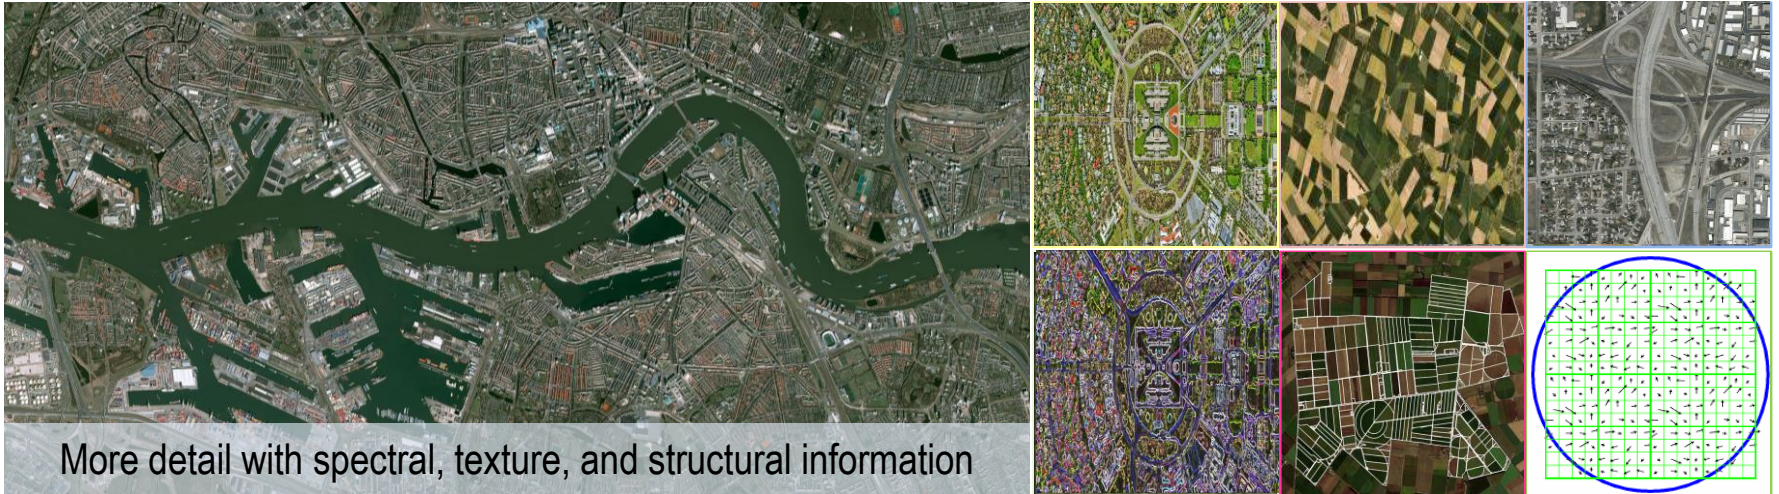 More detail with spectral, texture, and structural information